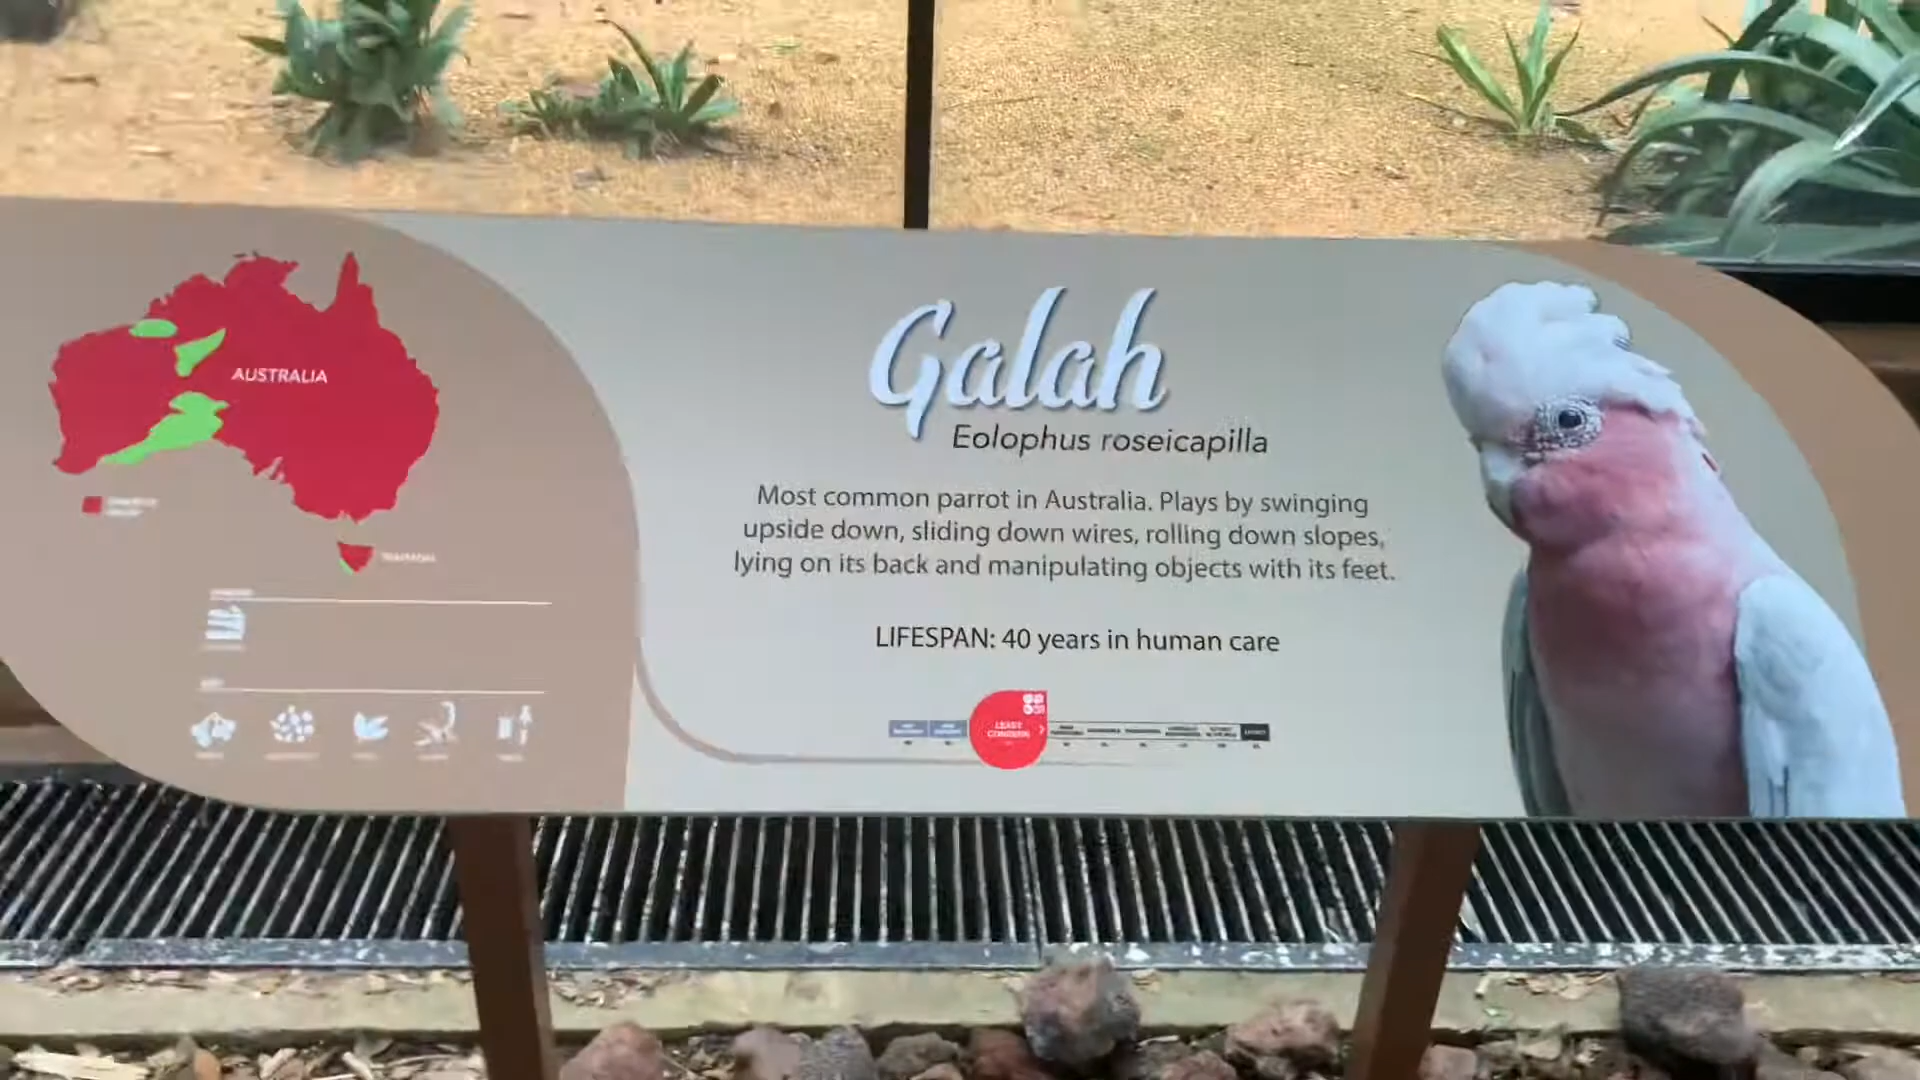 AUSTRALIA
Galah
Eolophus roseicapilla
Most common parrot in Australia. Plays by swinging
upside down, sliding down wires, rolling down slopes,
lying on its back and manipulating objects with its feet.
LIFESPAN: 40 years in human care
LEAST
CONCERN